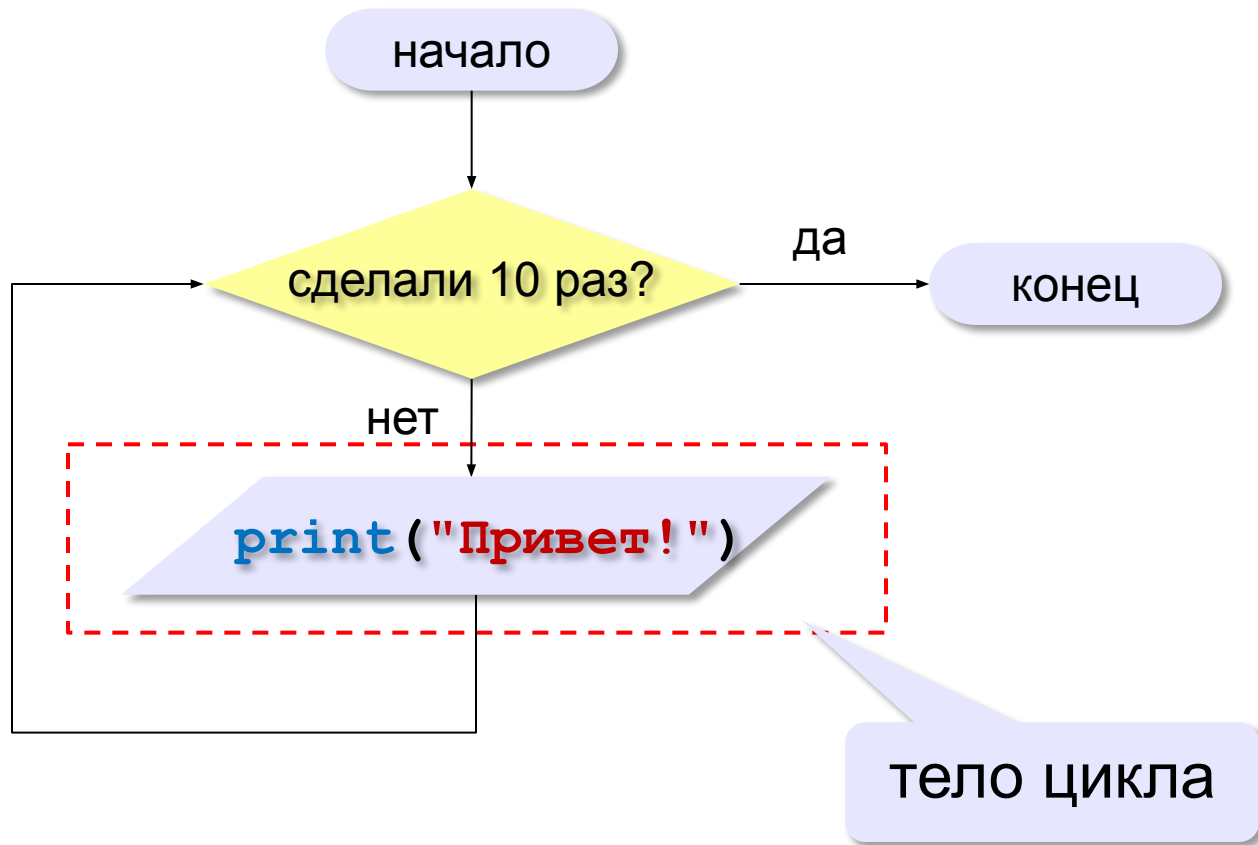 начало
сделали 10 раз?
да
конец
нет
print("Привет!")
тело цикла